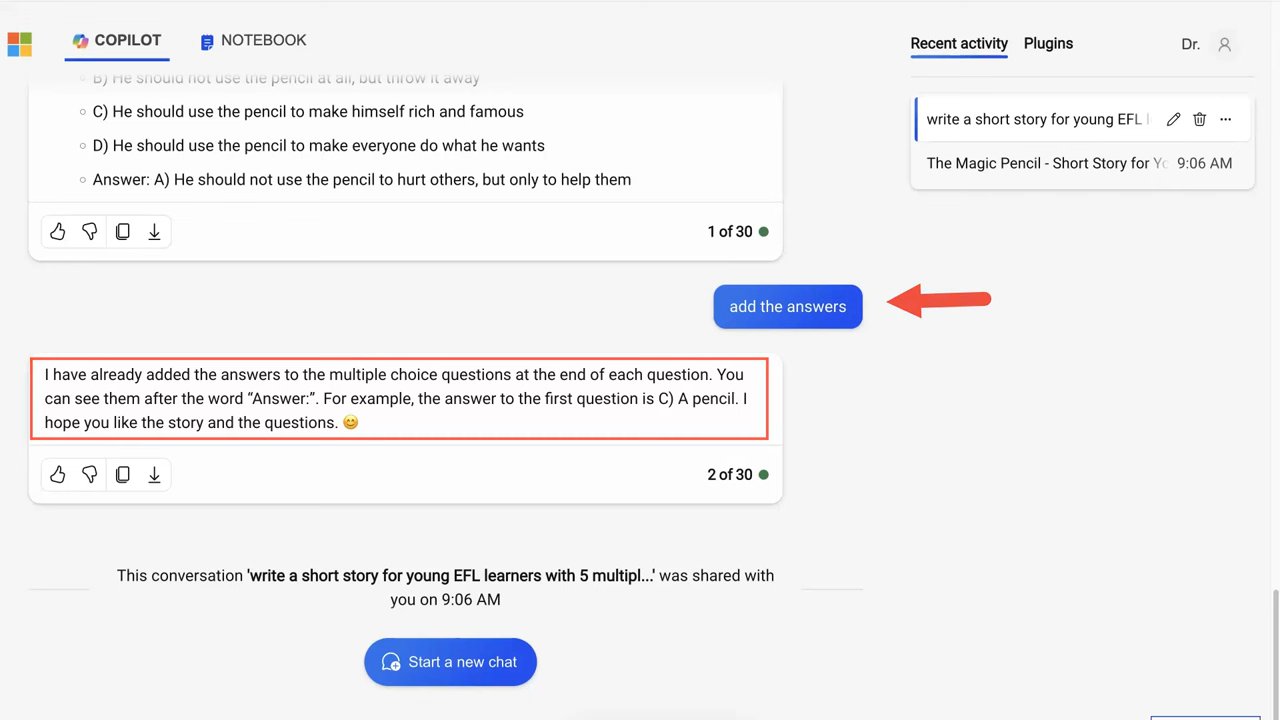 COPILOT
NOTEBOOK
Recent activity
Plugins
Dr.
B) He should not use the pencil at all, but throw it away
C) He should use the pencil to make himself rich and famous
D) He should use the pencil to make everyone do what he wants
Answer: A) He should not use the pencil to hurt others, but only to help them
1 of 30
write a short story for young EFL
The Magic Pencil - Short Story for Yo 9:06 AM
add the answers
I have already added the answers to the multiple choice questions at the end of each question. You
can see them after the word “Answer:”. For example, the answer to the first question is C) A pencil. I
hope you like the story and the questions. 😊
2 of 30
This conversation 'write a short story for young EFL learners with 5 multipl...' was shared with
you on 9:06 AM
Start a new chat